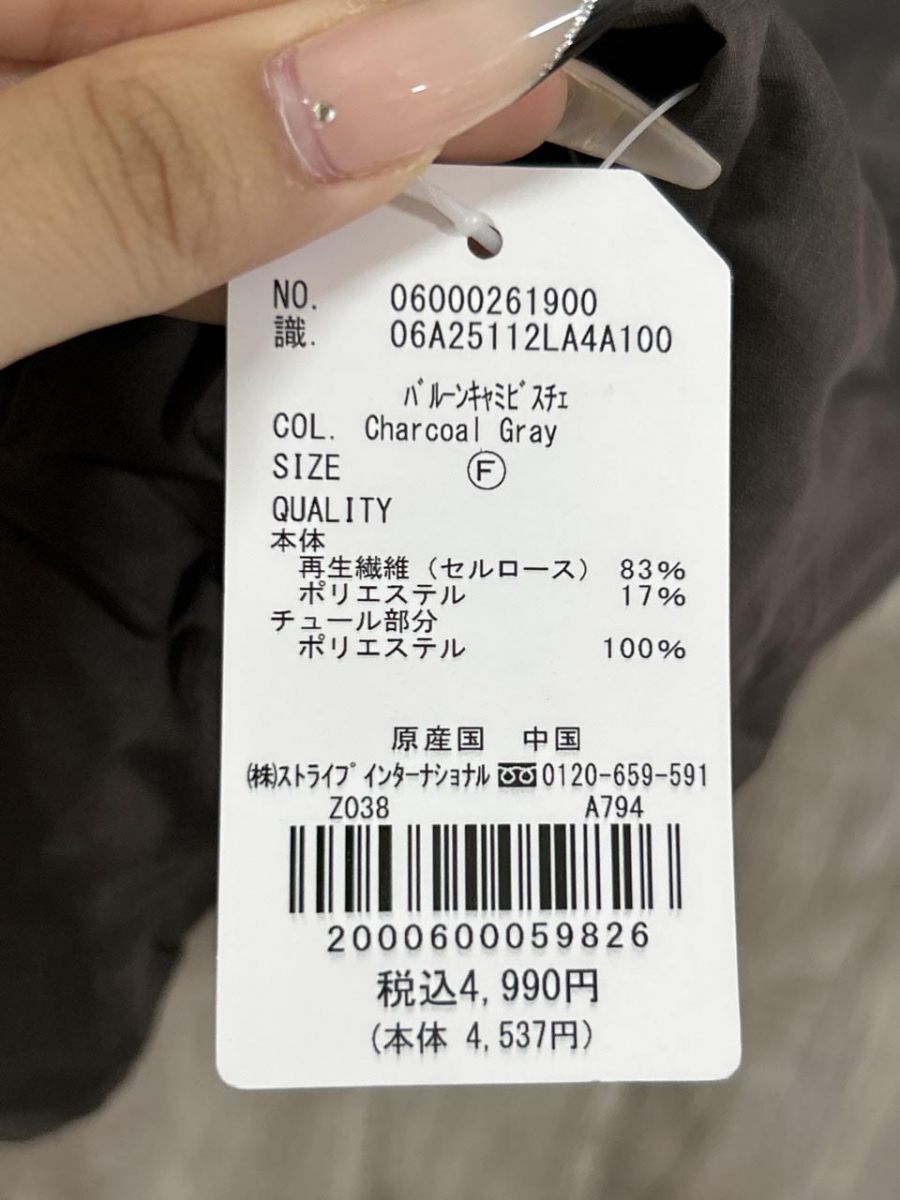 NO. 06000261900
識. 06A25112LA4A100
ﾊﾞﾙｰﾝｷｬﾐﾋﾞｽﾁｪ
COL. Charcoal Gray
SIZE Ⓕ
QUALITY
本体
再生繊維（セルロース） 83%
ポリエステル 17%
チュール部分
ポリエステル 100%
原産国 中国
㈱ｽﾄﾗｲﾌﾟｲﾝﾀｰﾅｼｮﾅﾙ 0120-659-591
Z038 A794
2000600059826
税込4,990円
(本体 4,537円)